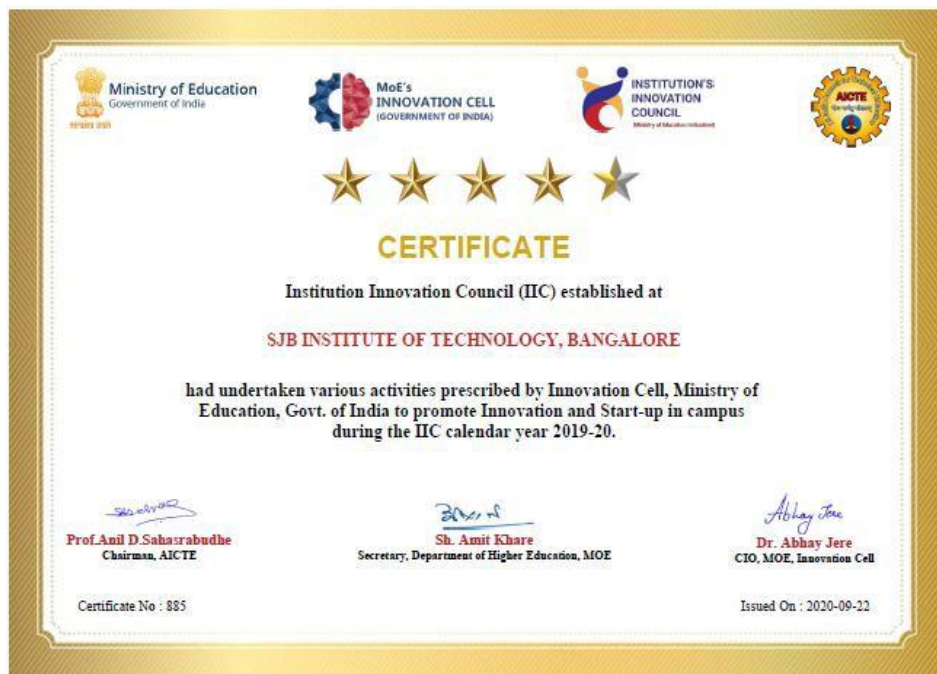 Ministry of Education
Government of India
MoE's
INNOVATION CELL
(GOVERNMENT OF INDIA)
INSTITUTION'S
INNOVATION
COUNCIL
(Ministry of Education Initiative)
AICTE
CERTIFICATE
Institution Innovation Council (IIC) established at
SJB INSTITUTE OF TECHNOLOGY, BANGALORE
had undertaken various activities prescribed by Innovation Cell, Ministry of
Education, Govt. of India to promote Innovation and Start-up in campus
during the IIC calendar year 2019-20.
Abhay Jere
Prof.Anil D.Sahasrabudhe
Chairman, AICTE
Sh. Amit Khare
Secretary, Department of Higher Education, MOE
Dr. Abhay Jere
CIO, MOE, Innovation Cell
Certificate No : 885
Issued On : 2020-09-22